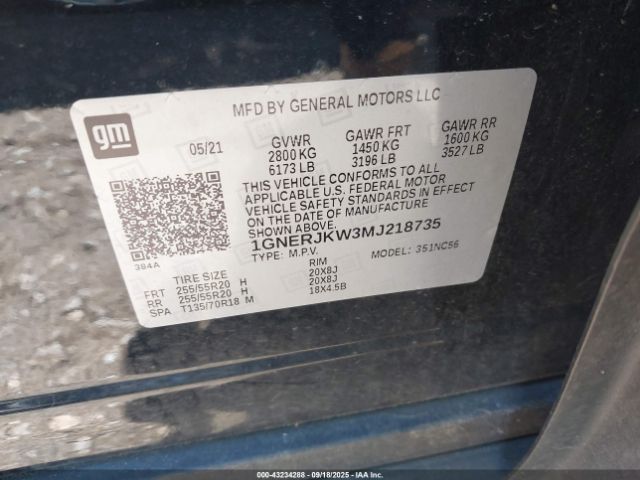 MFD BY GENERAL MOTORS LLC
gm
05/21 GVWR GAWR FRT GAWR RR
2800 KG 1450 KG 1600 KG
6173 LB 3196 LB 3527 LB
THIS VEHICLE CONFORMS TO ALL
APPLICABLE U.S. FEDERAL MOTOR
VEHICLE SAFETY STANDARDS IN EFFECT
ON THE DATE OF MANUFACTURE
SHOWN ABOVE.
1GNERJKW3MJ218735
TYPE: M.P.V. MODEL: 351NC56
384A
TIRE SIZE RIM
FRT 255/55R20 H 20X8J
RR 255/55R20 H 20X8J
SPA T135/70R18 M 18X4.5B
000-43234288 - 09/18/2025 - IAA Inc.